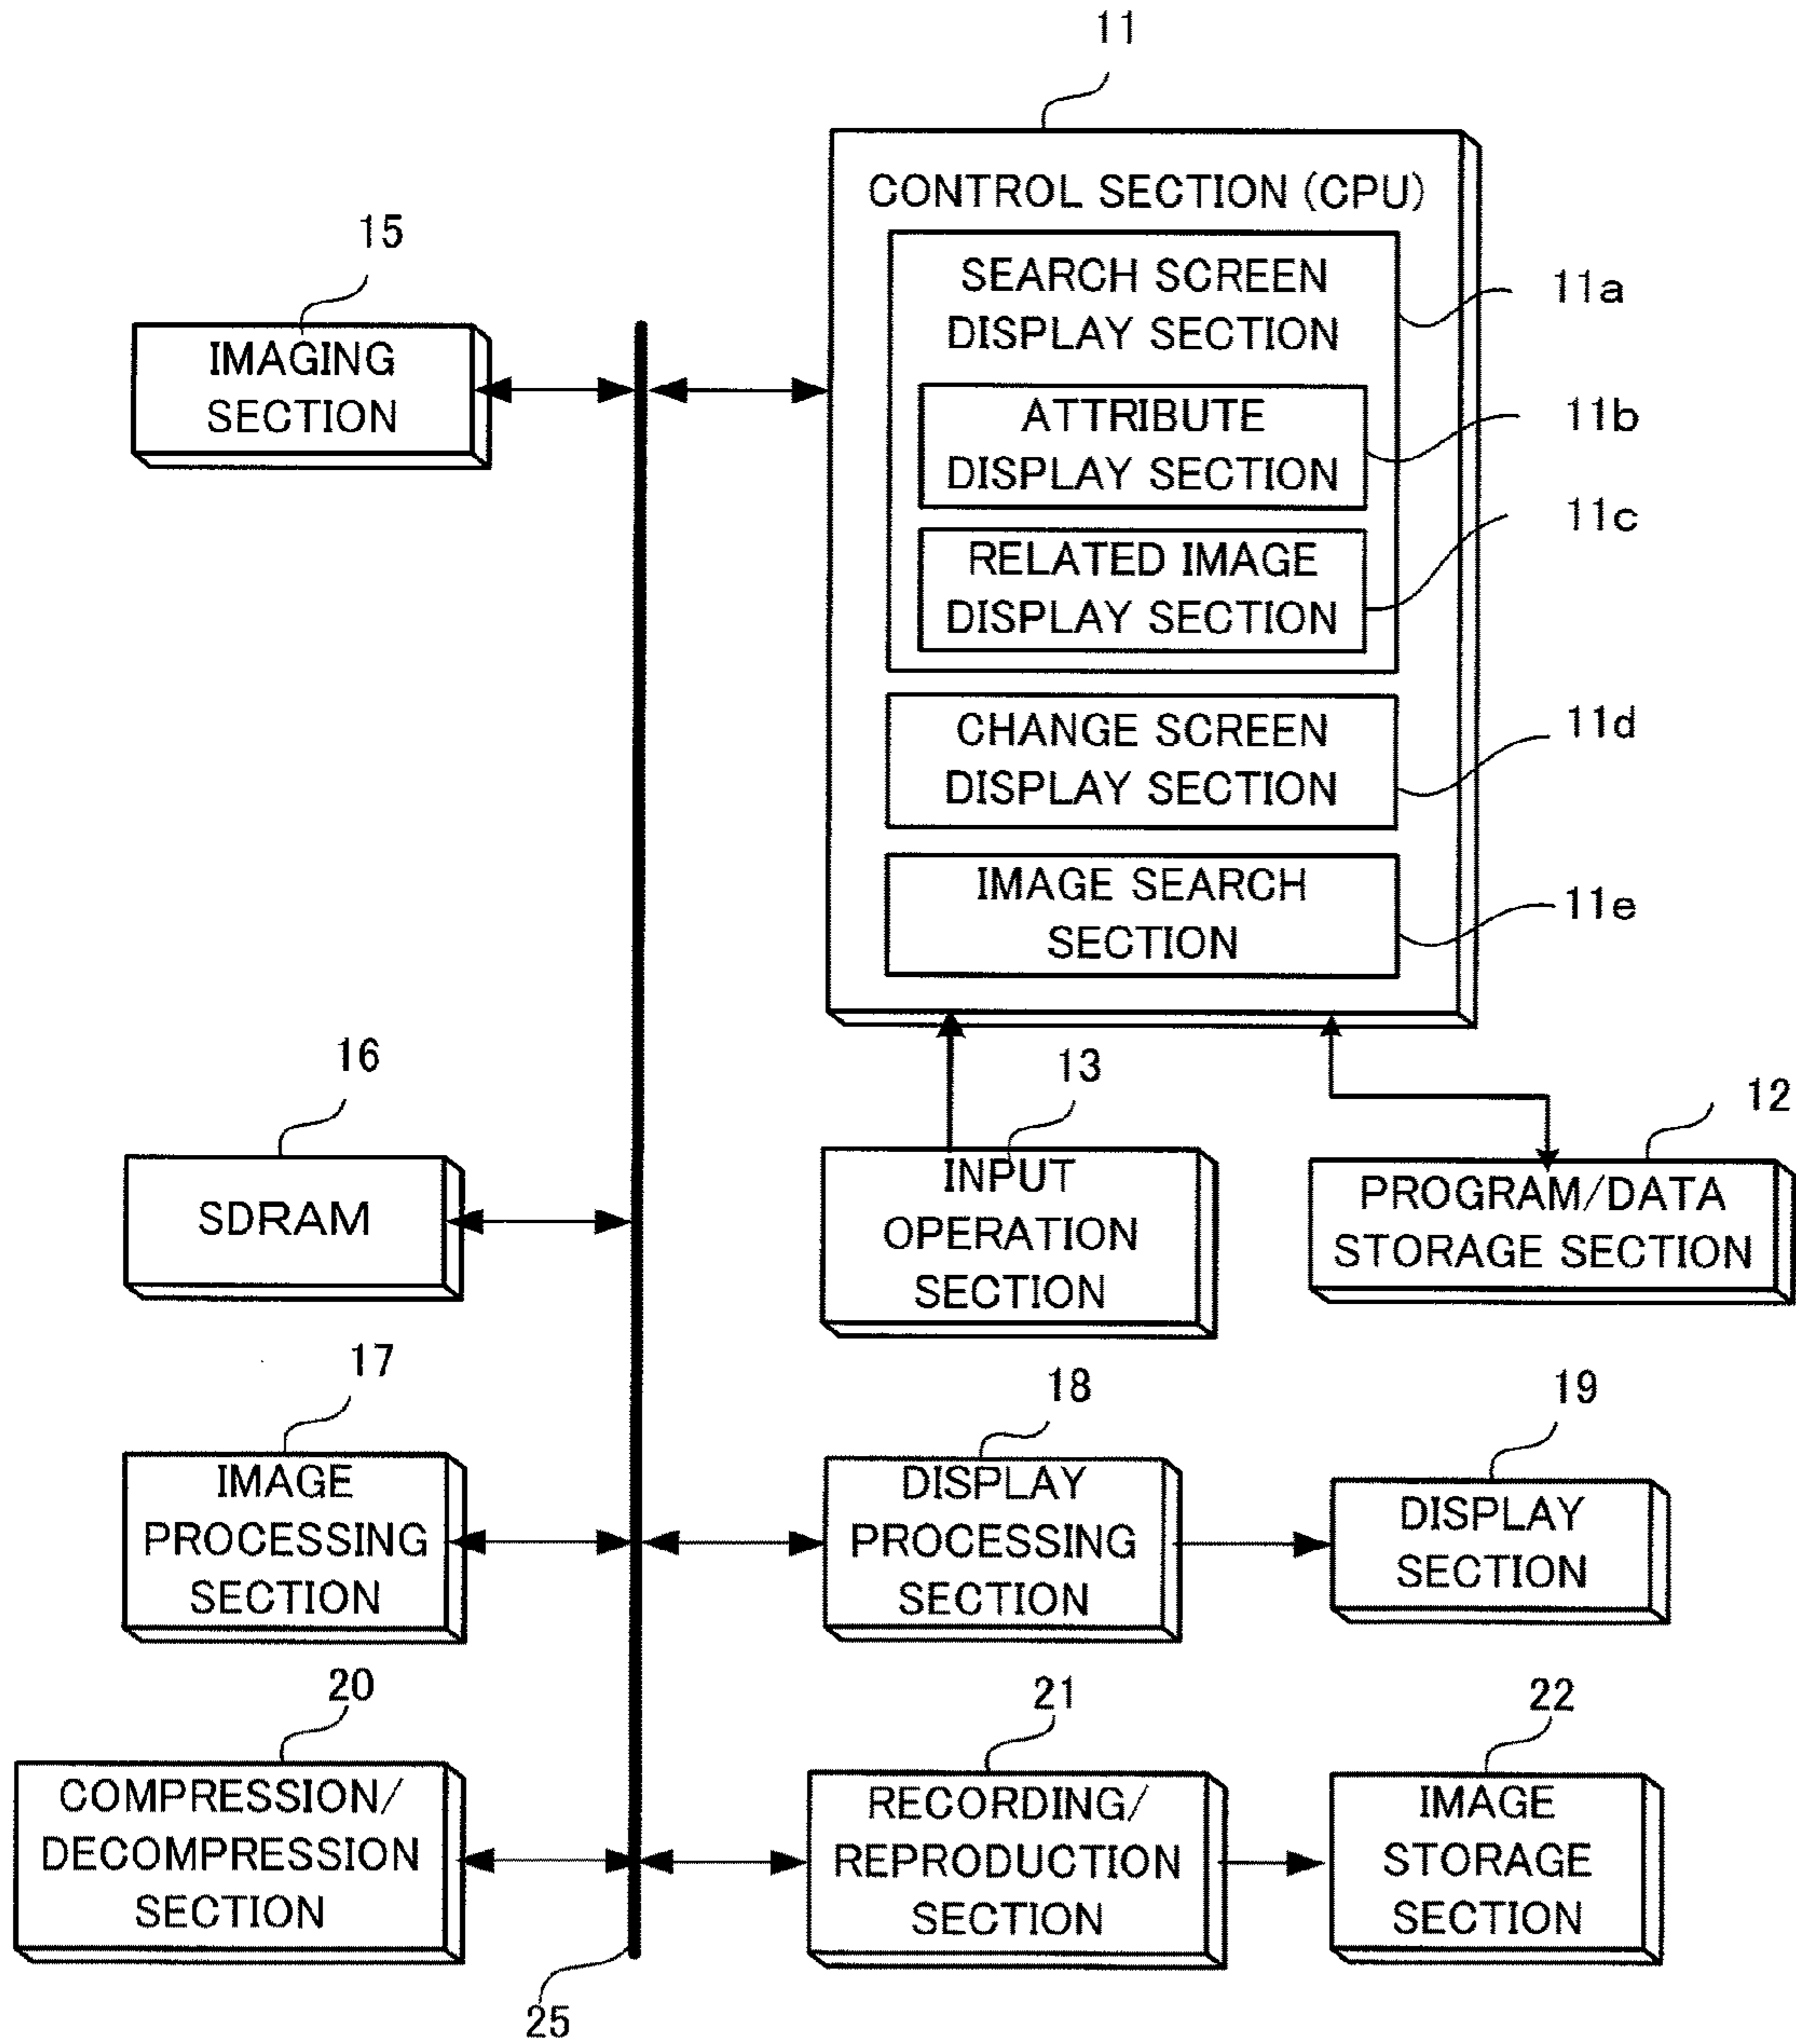 11
CONTROL SECTION (CPU)
SEARCH SCREEN
DISPLAY SECTION
11a
ATTRIBUTE
DISPLAY SECTION
11b
RELATED IMAGE
DISPLAY SECTION
11c
CHANGE SCREEN
DISPLAY SECTION
11d
IMAGE SEARCH
SECTION
11e
15
IMAGING
SECTION
16
SDRAM
13
INPUT
OPERATION
SECTION
12
PROGRAM/DATA
STORAGE SECTION
17
IMAGE
PROCESSING
SECTION
18
DISPLAY
PROCESSING
SECTION
19
DISPLAY
SECTION
20
COMPRESSION/
DECOMPRESSION
SECTION
21
RECORDING/
REPRODUCTION
SECTION
22
IMAGE
STORAGE
SECTION
25